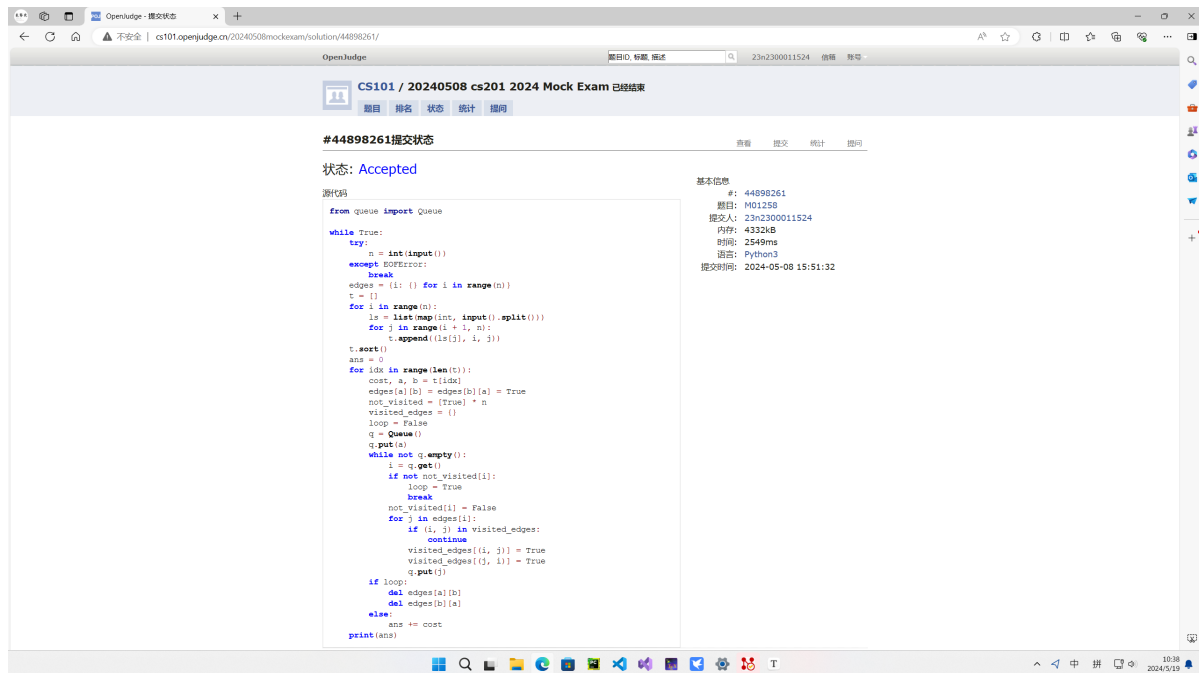 OpenJudge - 提交状态
不安全 | cs101.openjudge.cn/20240508mockexam/solution/44898261/
OpenJudge
题目ID, 标题, 描述
23n2300011524 信箱 账号
CS101 / 20240508 cs201 2024 Mock Exam 已经结束
题目 排名 状态 统计 提问
#44898261提交状态
查看 提交 统计 提问
状态: Accepted
源代码
from queue import Queue
while True:
    try:
        n = int(input())
    except EOFError:
        break
    edges = {i: {} for i in range(n)}
    t = []
    for i in range(n):
        ls = list(map(int, input().split()))
        for j in range(i + 1, n):
            t.append((ls[j], i, j))
    t.sort()
    ans = 0
    for idx in range(len(t)):
        cost, a, b = t[idx]
        edges[a][b] = edges[b][a] = True
        not_visited = [True] * n
        visited_edges = {}
        loop = False
        q = Queue()
        q.put(a)
        while not q.empty():
            i = q.get()
            if not not_visited[i]:
                loop = True
                break
            not_visited[i] = False
            for j in edges[i]:
                if (i, j) in visited_edges:
                    continue
                visited_edges[(i, j)] = True
                visited_edges[(j, i)] = True
                q.put(j)
        if loop:
            del edges[a][b]
            del edges[b][a]
        else:
            ans += cost
    print(ans)
基本信息
#: 44898261
题目: M01258
提交人: 23n2300011524
内存: 4332kB
时间: 2549ms
语言: Python3
提交时间: 2024-05-08 15:51:32
中 拼
10:38
2024/5/19